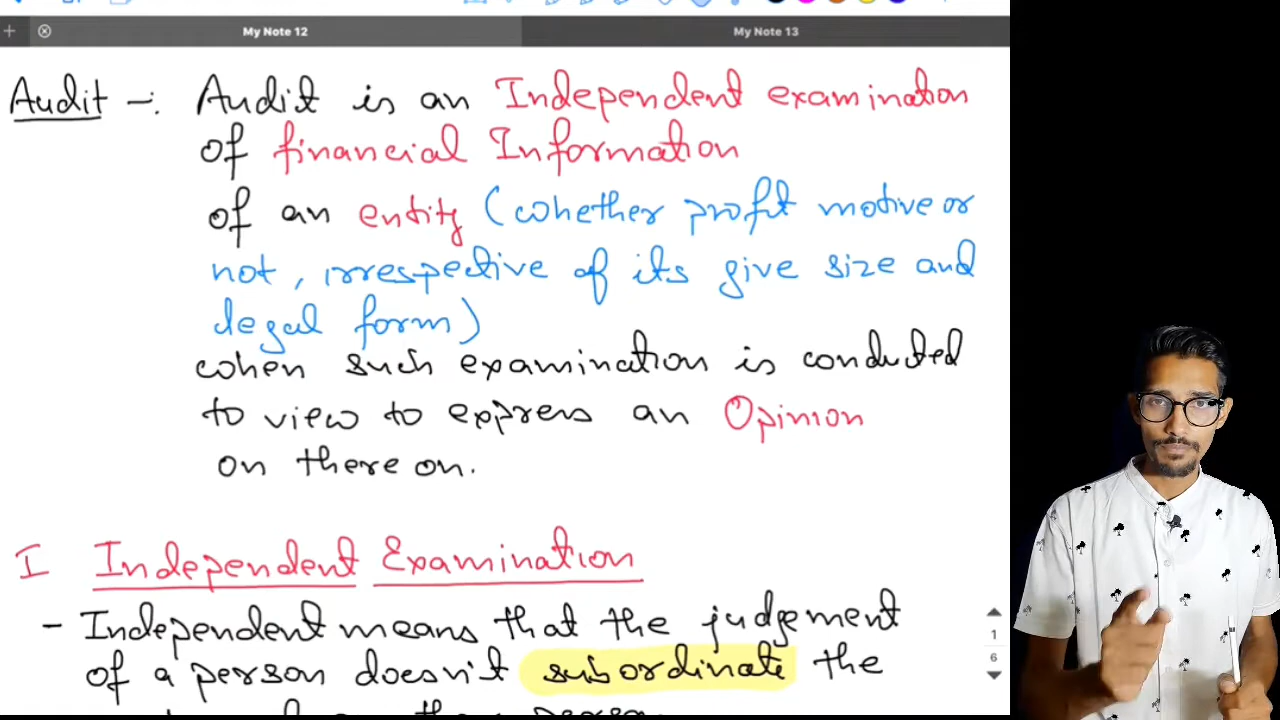 My Note 12
My Note 13
Audit -: Audit is an Independent examination
of financial Information
of an entity (whether profit motive or
not, irrespective of its give size and
legal form)
when such examination is conducted
to view to express an Opinion
on there on.
I Independent Examination
- Independent means that the judgement
of a person doesn't subordinate the
1
6
person